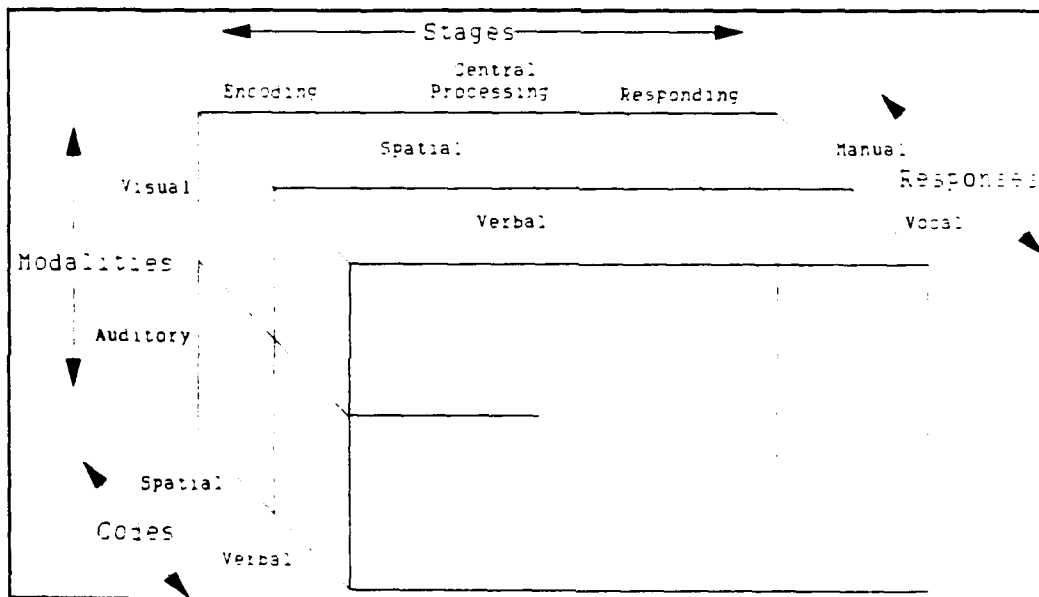 Stages
Central
Encoding Processing Responding
Spatial
Manual
Visual
Responses
Verbal
Vocal
Modalities
Auditory
Spatial
Codes
Verbal